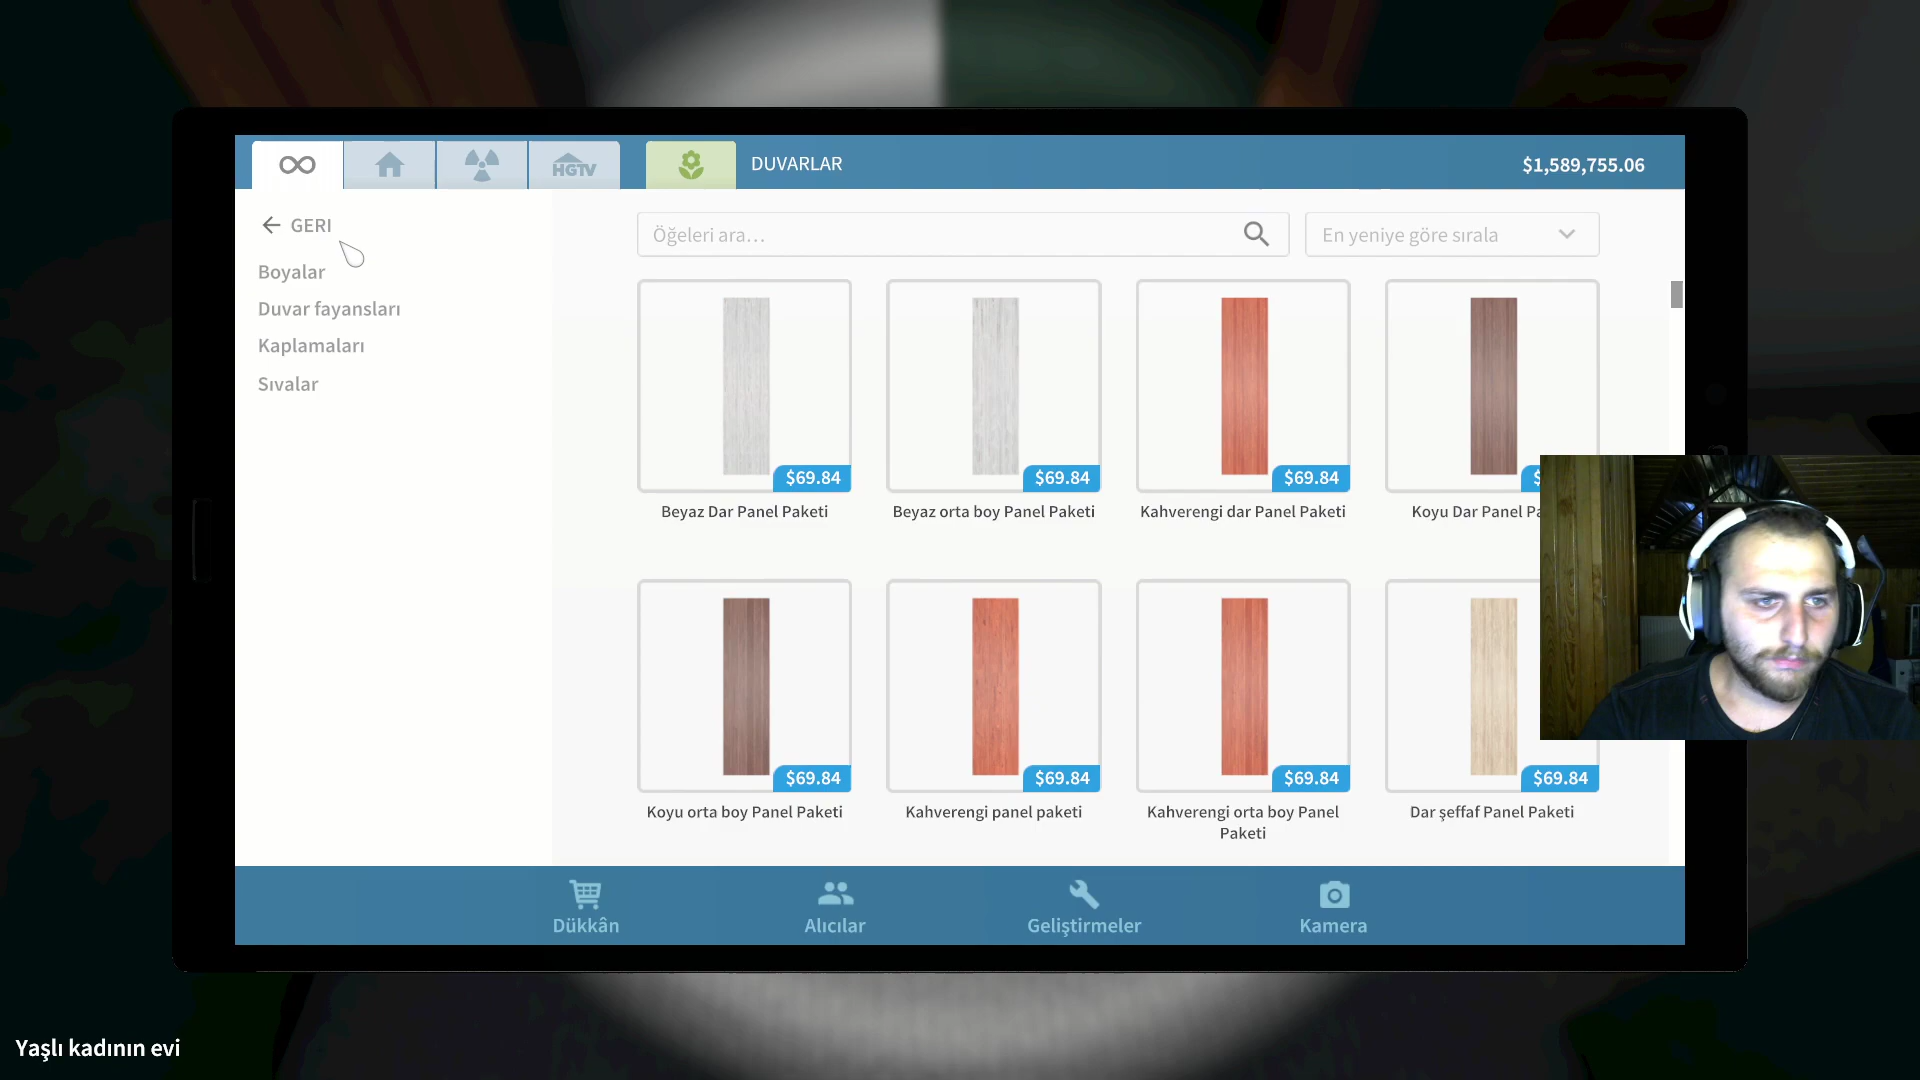 HGTV
DUVARLAR
$1,589,755.06
GERI
Boyalar
Duvar fayansları
Kaplamaları
Sıvalar
Öğeleri ara...
En yeniye göre sırala
$69.84
$69.84
$69.84
Beyaz Dar Panel Paketi
Beyaz orta boy Panel Paketi
Kahverengi dar Panel Paketi
Koyu Dar Panel
$69.84
$69.84
$69.84
$69.84
Koyu orta boy Panel Paketi
Kahverengi panel paketi
Kahverengi orta boy Panel
Paketi
Dar şeffaf Panel Paketi
Dükkân
Alıcılar
Geliştirmeler
Kamera
Yaşlı kadının evi